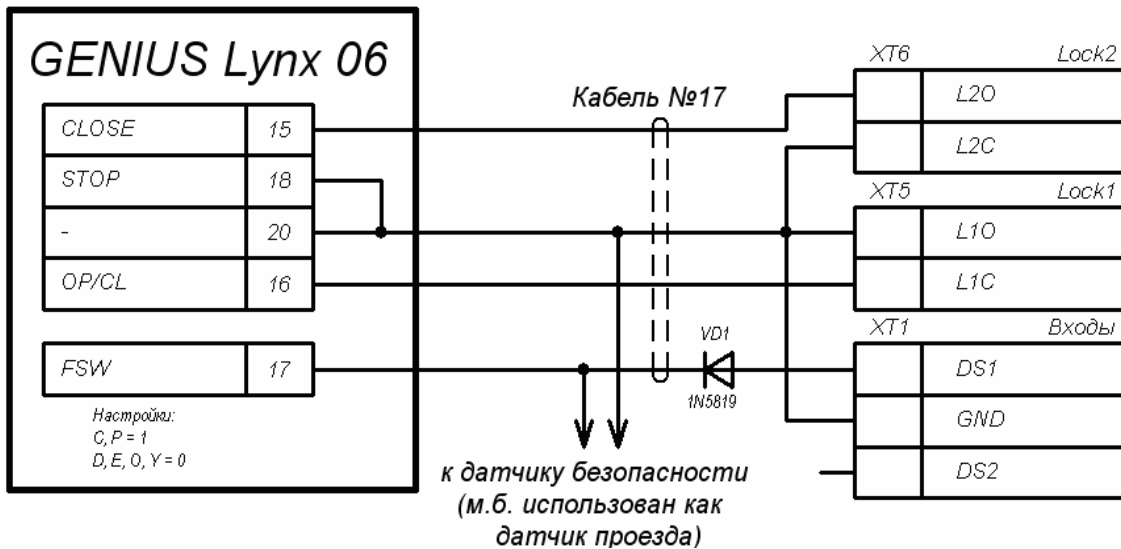 GENIUS Lynx 06
CLOSE 15
STOP 18
- 20
OP/CL 16
FSW 17
Настройки:
C, P = 1
D, E, O, Y = 0
Кабель №17
VD1
1N5819
к датчику безопасности
(м.б. использован как
датчик проезда)
XT6 Lock2
L2O
L2C
XT5 Lock1
L1O
L1C
XT1 Входы
DS1
GND
DS2